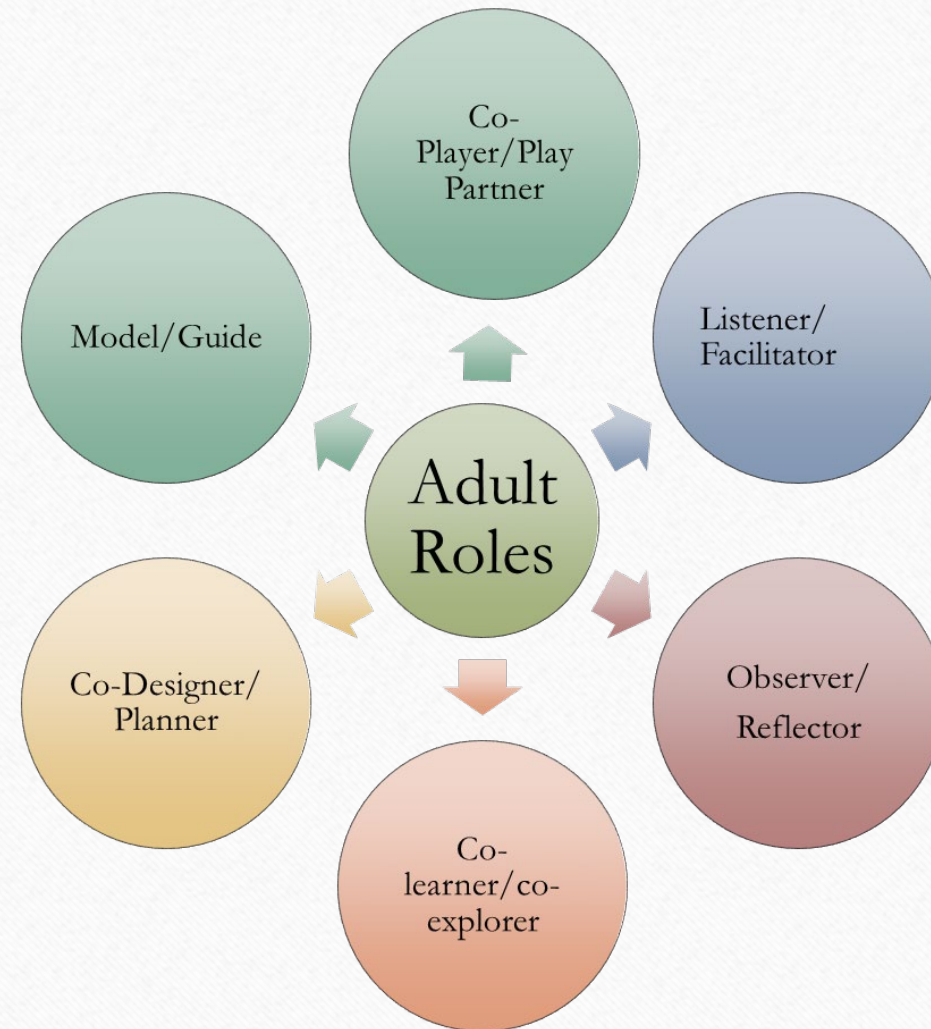 Co-
Player/Play
Partner
Model/Guide
Listener/
Facilitator
Adult
Roles
Co-Designer/
Planner
Observer/
Reflector
Co-
learner/co-
explorer